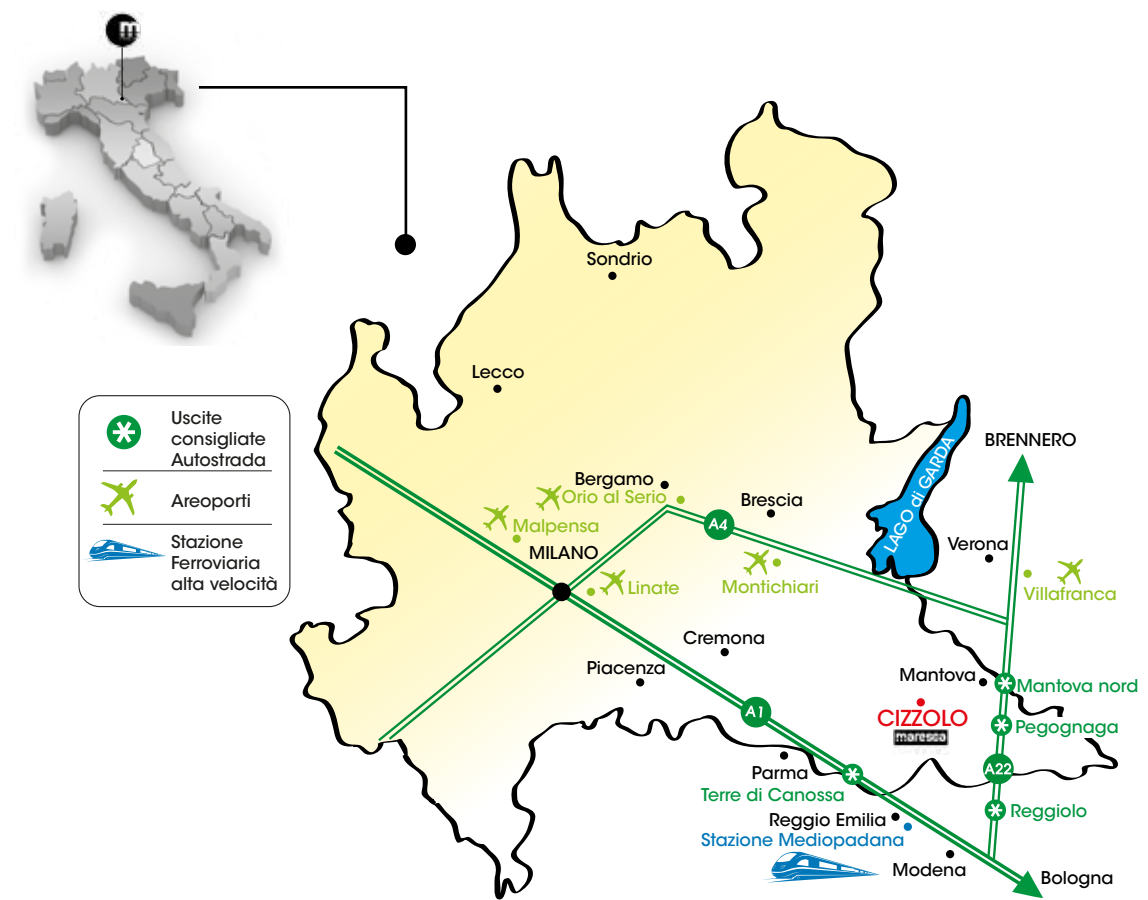 m
Sondrio
Lecco
Uscite
consigliate
Autostrada
Areoporti
Stazione
Ferroviaria
alta velocità
BRENNERO
LAGO di GARDA
Bergamo
Orio al Serio
Brescia
A4
Malpensa
MILANO
Verona
Montichiari
Linate
Villafranca
Cremona
Piacenza
Mantova
Mantova nord
A1
CIZZOLO
maressa
Pegognaga
A22
Parma
Terre di Canossa
Reggiolo
Reggio Emilia
Stazione Mediopadana
Modena
Bologna